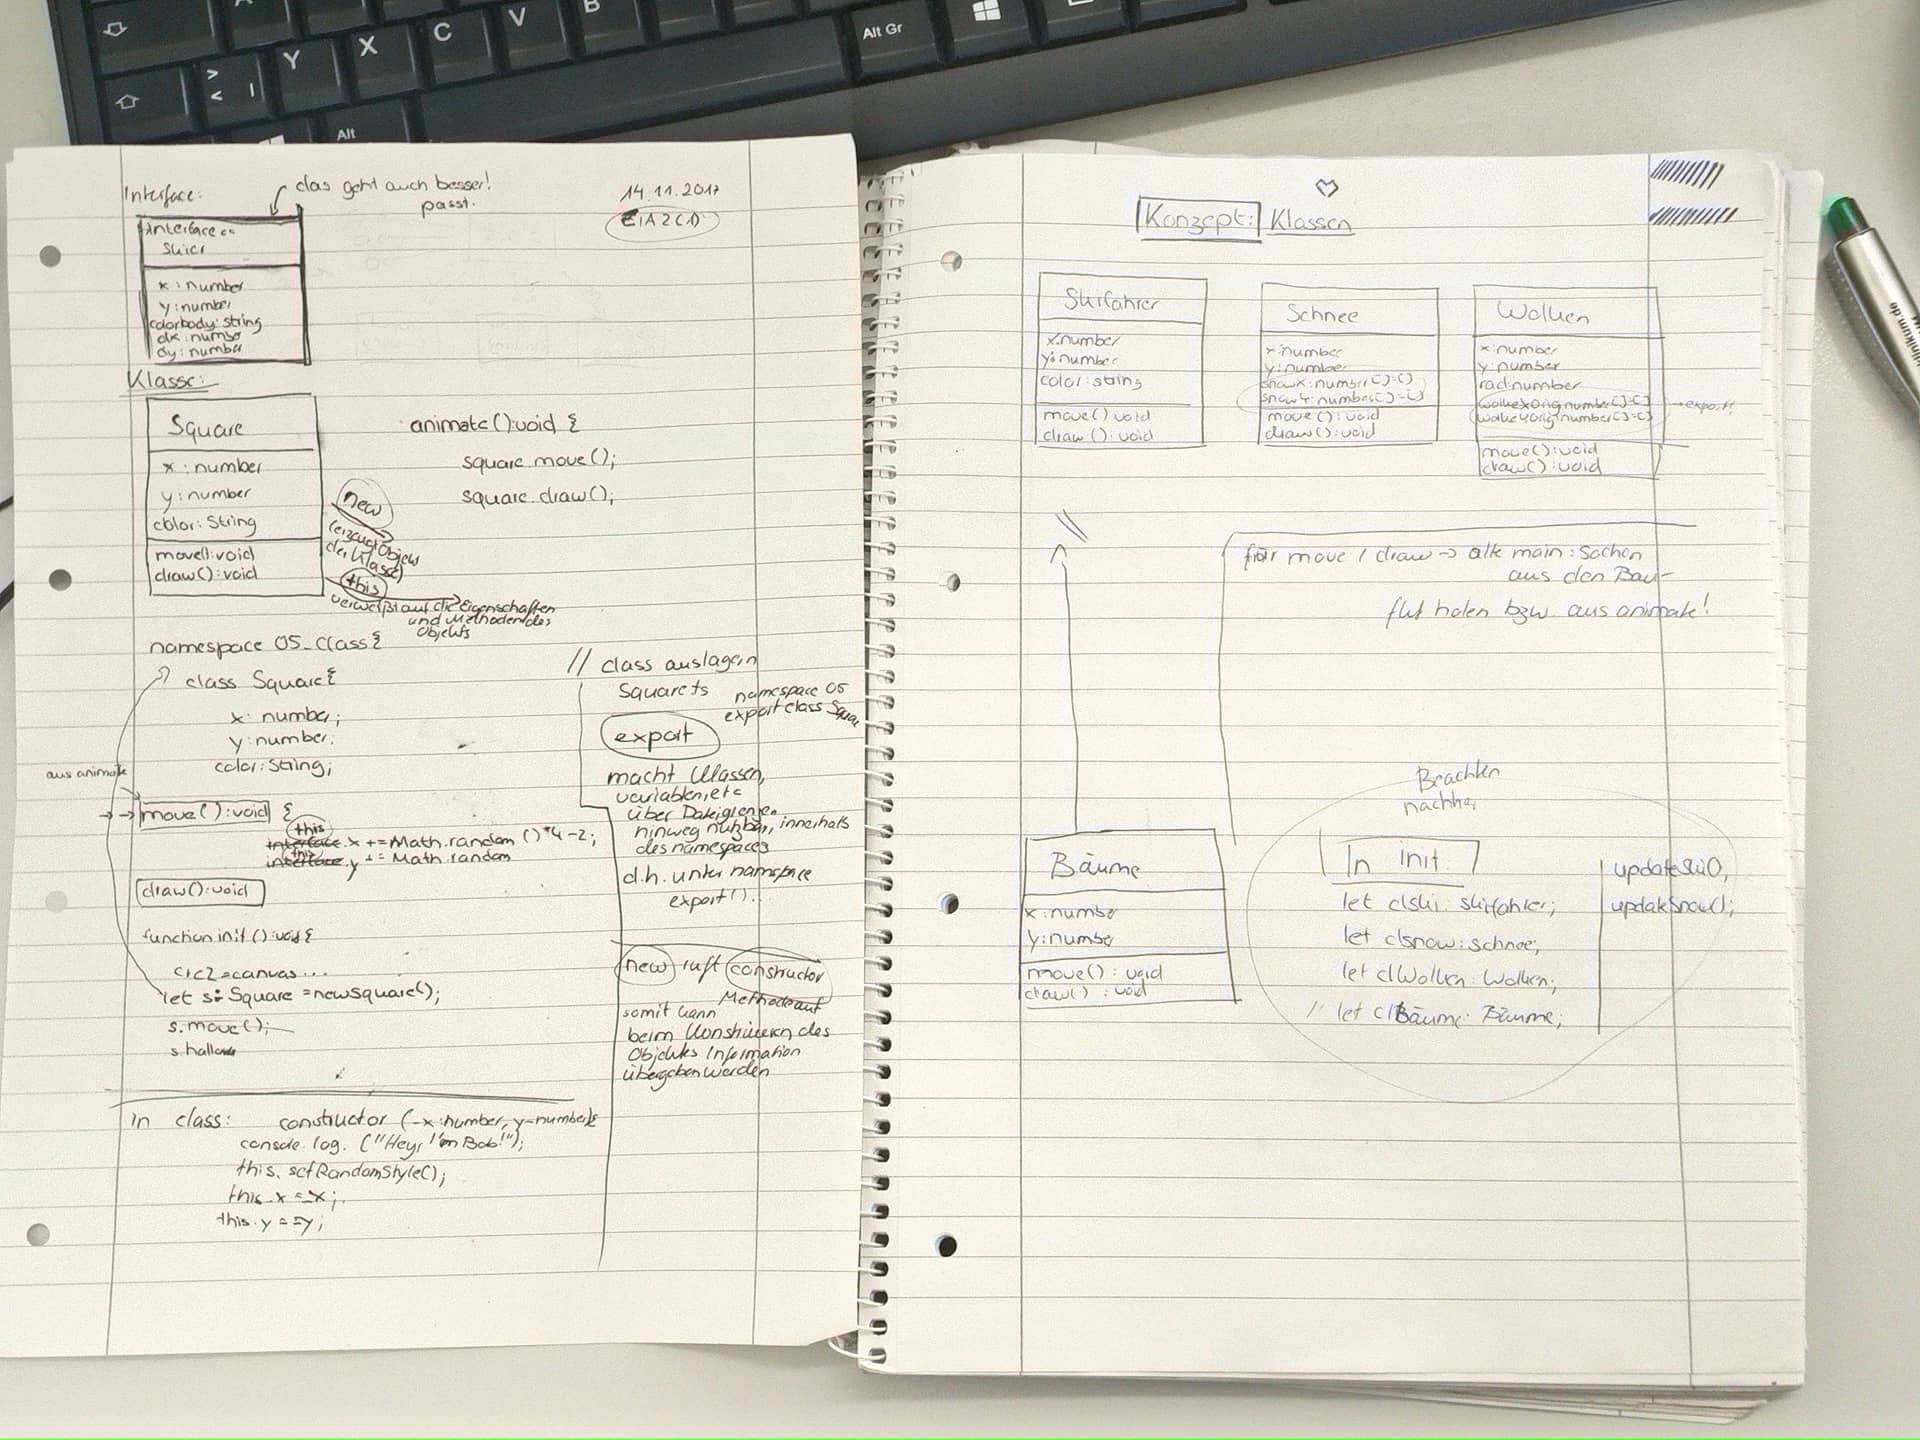 Y
X
C
V
B
Alt Gr
>
<
|
Alt
Interface:
das geht auch besser!
passt.
14.11.2017
EIA2(1)
Interface
Skier
x: number
y: number
colorbody: string
dx: number
dy: number
Klasse:
Square
x: number
y: number
color: String
move(): void
draw(): void
animate():void {
square.move();
square.draw();
new
(erzeugt Objekt
der Klasse)
this
verweißt auf die Eigenschaften
und Methoden des
Objekts
namespace 05_Class{
class Square{
x: number;
y: number.
color: String;
aus animate
move():void {
this
interface.x += Math.random()*4-2;
this
interface.y += Math.random
draw():void
function init():void{
crc2=canvas...
let s: Square = new Square();
s.move();
In class: constructor (_x:number, y=number){
console.log. ("Hey, I'm Bob!");
this.setRandomStyle();
this.x = _x;
this.y = _y;
// class auslagern
Square ts
namespace 05
export class Square
export
macht Klassen,
variablen, etc
über Dateigrenzen
hinweg nutzbar, innerhalb
des namespaces
d.h. unter namespace
export()...
new ruft constructor
Methode auf
somit kann
beim Konstruieren des
Objektes Information
übergeben werden
Konzept: Klassen
Skifahrer
x:number
y:number
color: string
move() void
draw(): void
Schnee
x:number
y:number
snowX: number[]=[]
snowY: number[]=[]
move(): void
draw(): void
Wolken
x:number
y:number
rad:number
wolkeXOrig number[]=[]
wolkeYOrig number[]=[]
→export!
move():void
draw():void
für move / draw → alte main: Sachen
aus den Bau-
flut holen bzw. aus animate!
Bäume
x:number
y:number
move(): void
draw(): void
Beachten
nachher
In init
let clski: skifahrer;
let clsnow: schnee;
let clWolken: Wolken;
// let clBäume: Bäume;
updateSki();
updateSnow();